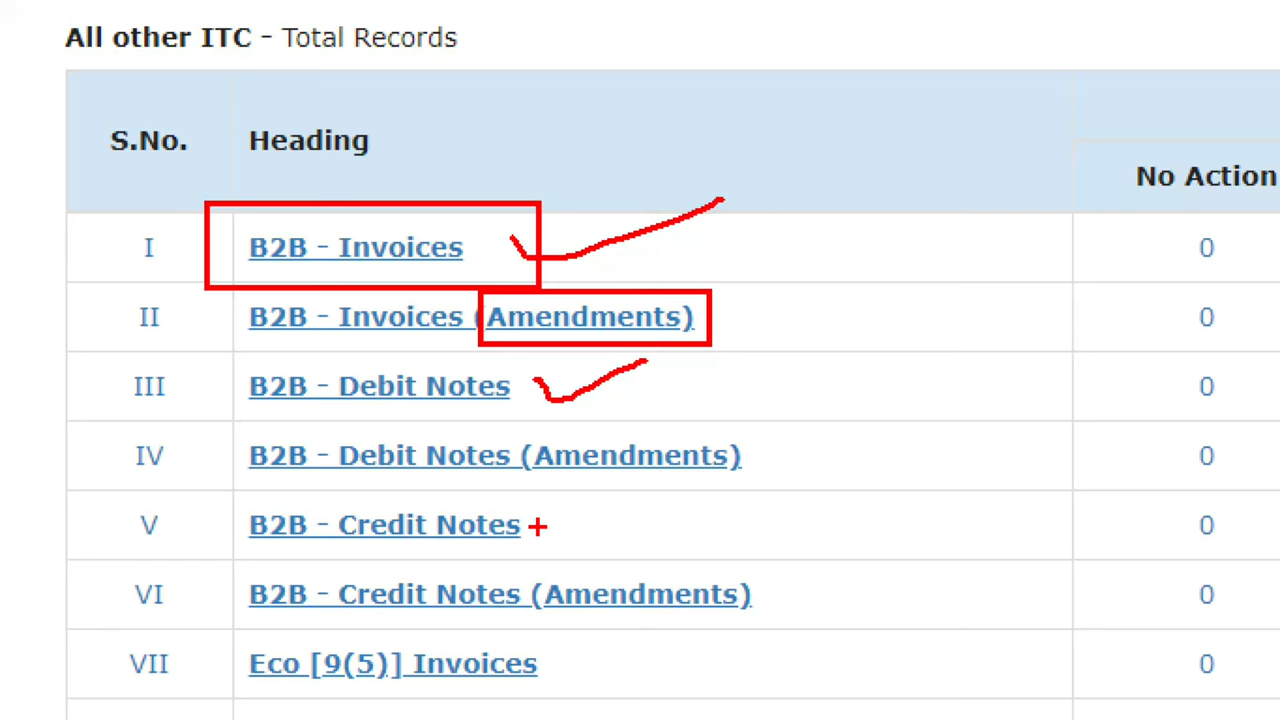 All other ITC - Total Records
S.No. Heading
No Action
I B2B - Invoices 0
II B2B - Invoices (Amendments) 0
III B2B - Debit Notes 0
IV B2B - Debit Notes (Amendments) 0
V B2B - Credit Notes 0
VI B2B - Credit Notes (Amendments) 0
VII Eco [9(5)] Invoices 0